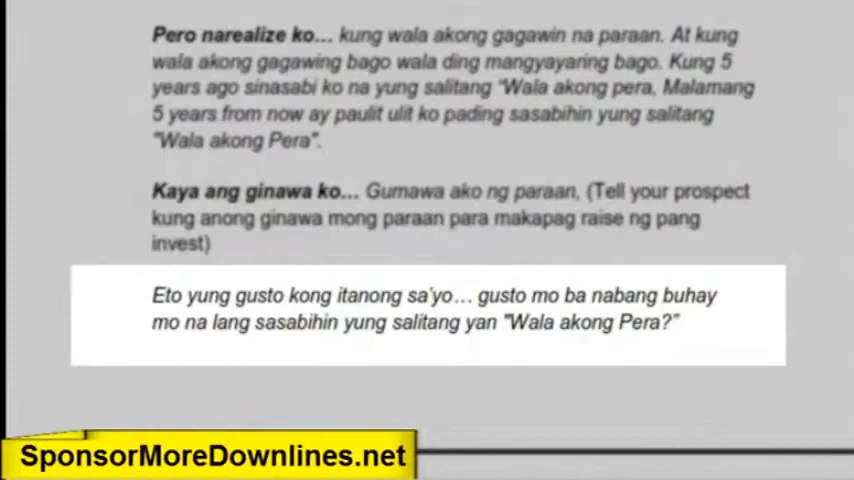 Pero narealize ko... kung wala akong gagawin na paraan. At kung
wala akong gagawing bago wala ding mangyayaring bago. Kung 5
years ago sinasabi ko na yung salitang "Wala akong pera, Malamang
5 years from now ay paulit ulit ko pading sasabihin yung salitang
"Wala akong Pera".
Kaya ang ginawa ko... Gumawa ako ng paraan, (Tell your prospect
kung anong ginawa mong paraan para makapag raise ng pang
invest)
Eto yung gusto kong itanong sa'yo... gusto mo ba nabang buhay
mo na lang sasabihin yung salitang yan "Wala akong Pera?"
SponsorMoreDownlines.net